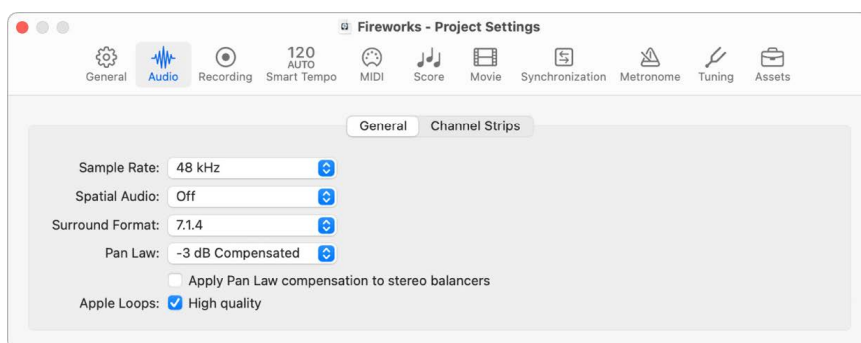 Fireworks - Project Settings
General Audio Recording 120 AUTO Smart Tempo MIDI Score Movie Synchronization Metronome Tuning Assets
General Channel Strips
Sample Rate: 48 kHz
Spatial Audio: Off
Surround Format: 7.1.4
Pan Law: -3 dB Compensated
Apply Pan Law compensation to stereo balancers
Apple Loops: High quality